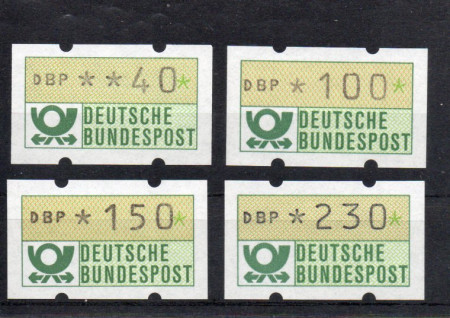 DBP **40*
DEUTSCHE
BUNDESPOST
DBP *100*
DEUTSCHE
BUNDESPOST
DBP *150*
DEUTSCHE
BUNDESPOST
DBP *230*
DEUTSCHE
BUNDESPOST